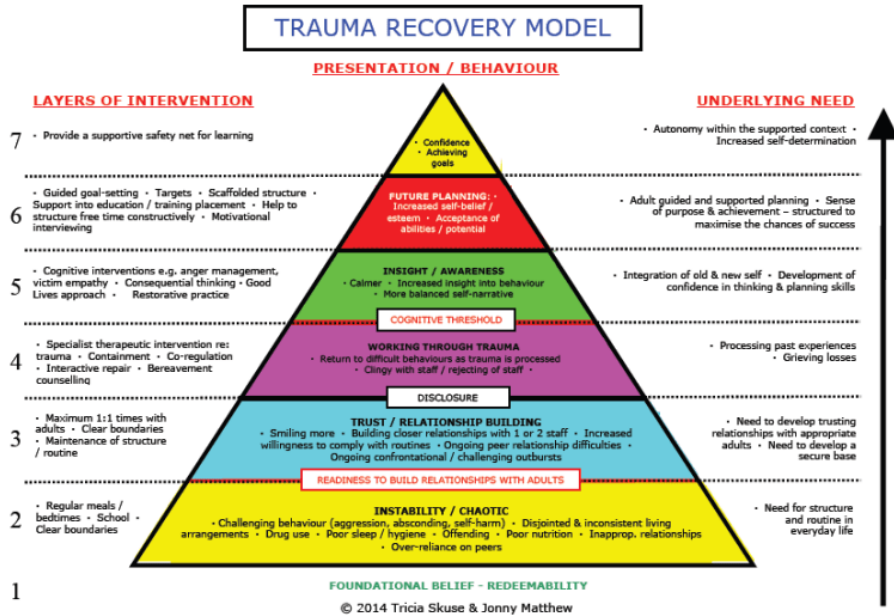 TRAUMA RECOVERY MODEL
PRESENTATION / BEHAVIOUR
LAYERS OF INTERVENTION
UNDERLYING NEED
7
· Provide a supportive safety net for learning
· Confidence
· Achieving
goals
· Autonomy within the supported context ·
Increased self-determination
6
· Guided goal-setting · Targets · Scaffolded structure ·
Support into education / training placement · Help to
structure free time constructively · Motivational
interviewing
FUTURE PLANNING: ·
Increased self-belief /
esteem · Acceptance of
abilities / potential
Adult guided and supported planning · Sense
of purpose & achievement – structured to
maximise the chances of success
5
· Cognitive interventions e.g. anger management,
victim empathy · Consequential thinking · Good
Lives approach · Restorative practice
INSIGHT / AWARENESS
· Calmer · Increased insight into behaviour
· More balanced self-narrative
· Integration of old & new self · Development of
confidence in thinking & planning skills
COGNITIVE THRESHOLD
4
· Specialist therapeutic intervention re:
trauma · Containment · Co-regulation
· Interactive repair · Bereavement
counselling
WORKING THROUGH TRAUMA
· Return to difficult behaviours as trauma is processed
· Clingy with staff / rejecting of staff ·
· Processing past experiences
· Grieving losses
DISCLOSURE
3
· Maximum 1:1 times with
adults · Clear boundaries
· Maintenance of structure
/ routine
TRUST / RELATIONSHIP BUILDING
· Smiling more · Building closer relationships with 1 or 2 staff · Increased
willingness to comply with routines · Ongoing peer relationship difficulties ·
Ongoing confrontational / challenging outbursts
· Need to develop trusting
relationships with appropriate
adults · Need to develop a
secure base
READINESS TO BUILD RELATIONSHIPS WITH ADULTS
2
· Regular meals /
bedtimes · School ·
Clear boundaries
INSTABILITY / CHAOTIC
· Challenging behaviour (aggression, absconding, self-harm) · Disjointed & inconsistent living
arrangements · Drug use · Poor sleep / hygiene · Offending · Poor nutrition · Inapprop. relationships
· Over-reliance on peers
· Need for structure
and routine in
everyday life
1
FOUNDATIONAL BELIEF - REDEEMABILITY
© 2014 Tricia Skuse & Jonny Matthew